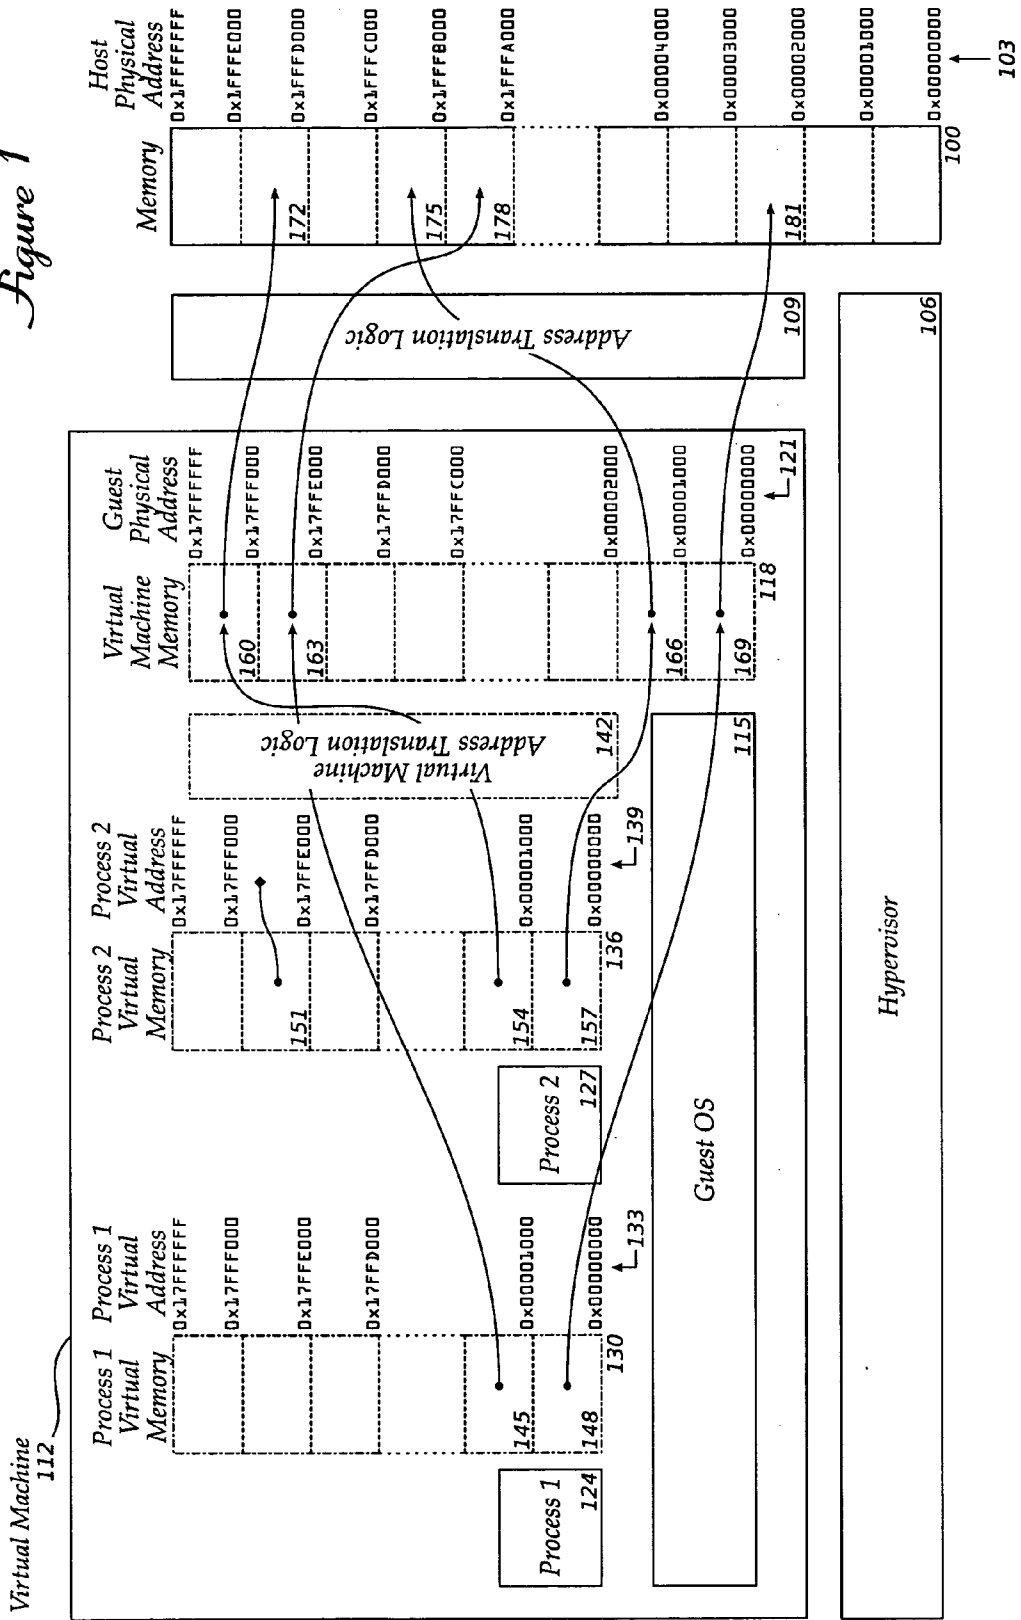 Figure 1
Virtual Machine
112
Process 1
Virtual
Memory
Process 1
Virtual
Address
0x17FFFFFF
0x17FFF000
0x17FFE000
0x17FFD000
0x00001000
0x00000000
133
130
145
148
Process 1
124
Process 2
Virtual
Memory
Process 2
Virtual
Address
0x17FFFFFF
0x17FFF000
0x17FFE000
0x17FFD000
0x00001000
0x00000000
139
136
151
154
157
Process 2
127
Virtual Machine
Address Translation Logic
142
Guest OS
115
Virtual
Machine
Memory
Guest
Physical
Address
0x17FFFFFF
0x17FFF000
0x17FFE000
0x17FFD000
0x17FFC000
0x00002000
0x00001000
0x00000000
121
118
160
163
166
169
Address Translation Logic
109
Hypervisor
106
Memory
Host
Physical
Address
0x1FFFFFFF
0x1FFFE000
0x1FFFD000
0x1FFFC000
0x1FFFB000
0x1FFFA000
0x00004000
0x00003000
0x00002000
0x00001000
0x00000000
103
100
172
175
178
181